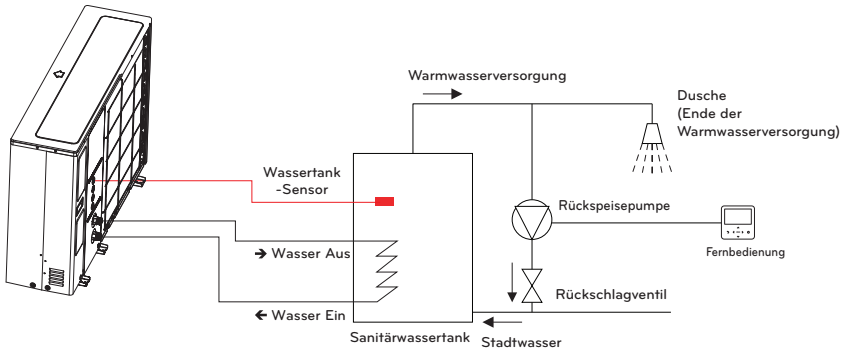 Warmwasserversorgung
Dusche
(Ende der
Warmwasserversorgung)
Wassertank
-Sensor
Rückspeisepumpe
Fernbedienung
→ Wasser Aus
← Wasser Ein
Rückschlagventil
Sanitärwassertank
Stadtwasser